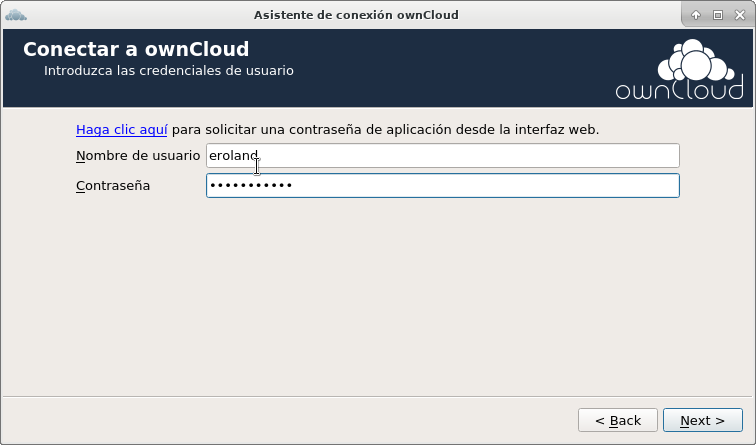 Asistente de conexión ownCloud
Conectar a ownCloud
Introduzca las credenciales de usuario
ownCloud
Haga clic aquí para solicitar una contraseña de aplicación desde la interfaz web.
Nombre de usuario eroland
Contraseña •••••••••••
< Back Next >